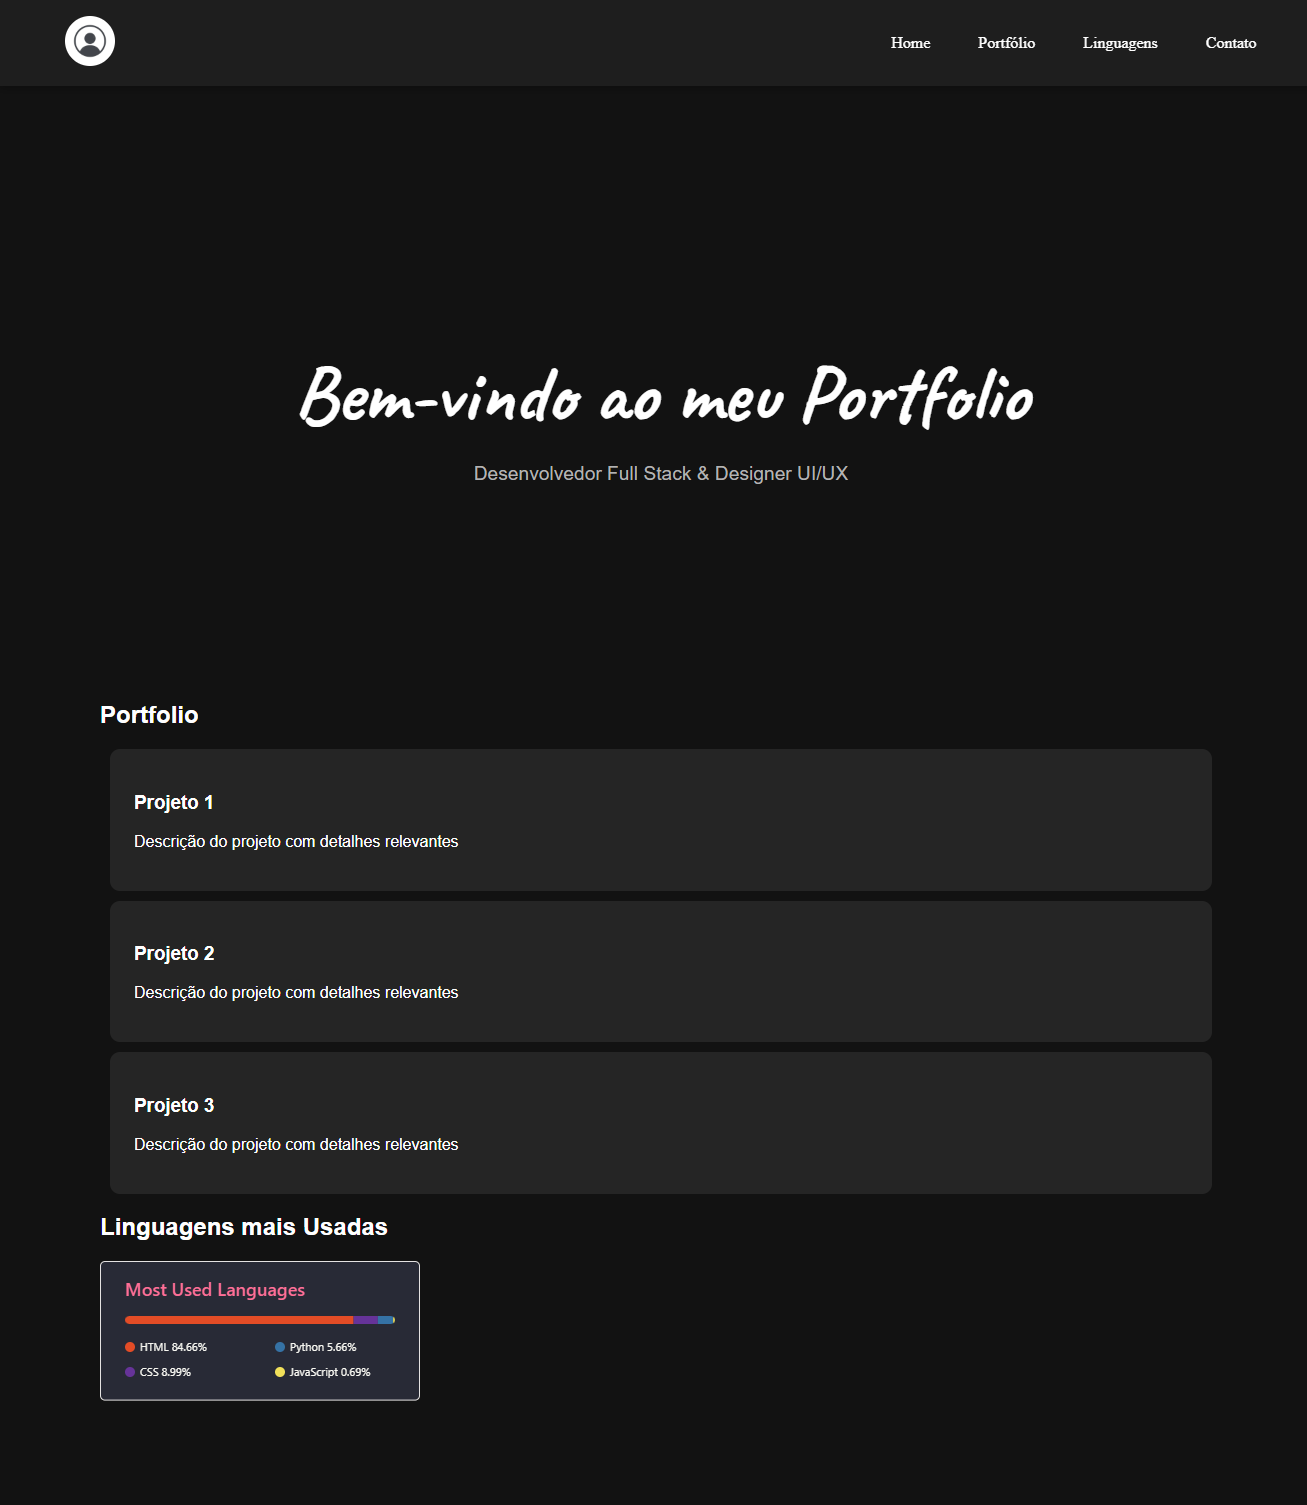 Home Portfólio Linguagens Contato
Bem-vindo ao meu Portfolio
Desenvolvedor Full Stack & Designer UI/UX
Portfolio
Projeto 1
Descrição do projeto com detalhes relevantes
Projeto 2
Descrição do projeto com detalhes relevantes
Projeto 3
Descrição do projeto com detalhes relevantes
Linguagens mais Usadas
Most Used Languages
HTML 84.66% Python 5.66%
CSS 8.99% JavaScript 0.69%